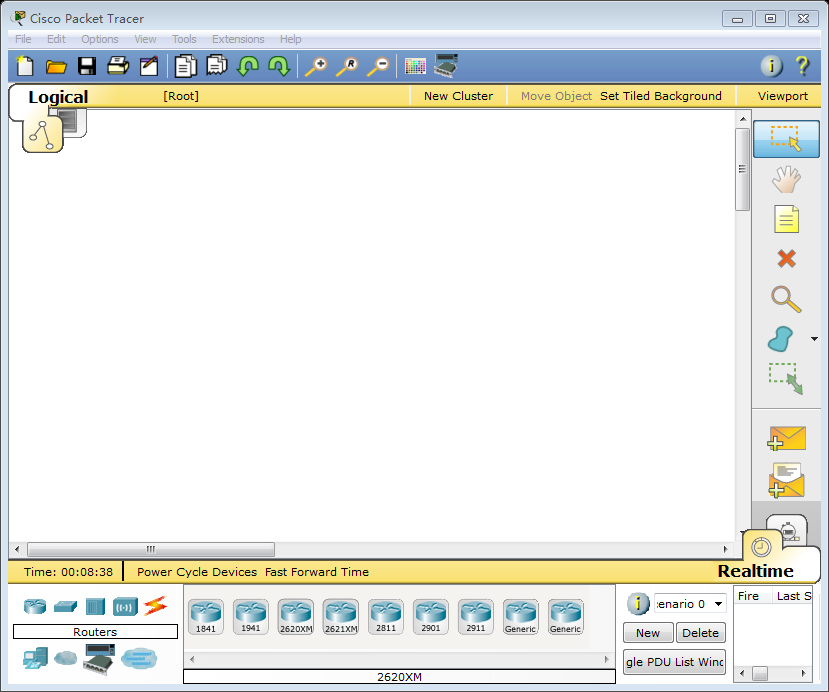 Cisco Packet Tracer
File Edit Options View Tools Extensions Help
R i ?
Logical [Root] New Cluster Move Object Set Tiled Background Viewport
Time: 00:08:38 Power Cycle Devices Fast Forward Time Realtime
i enario 0 Fire Last S
1841 1941 2620XM 2621XM 2811 2901 2911 Generic Generic
Routers New Delete
gle PDU List Winc
2620XM